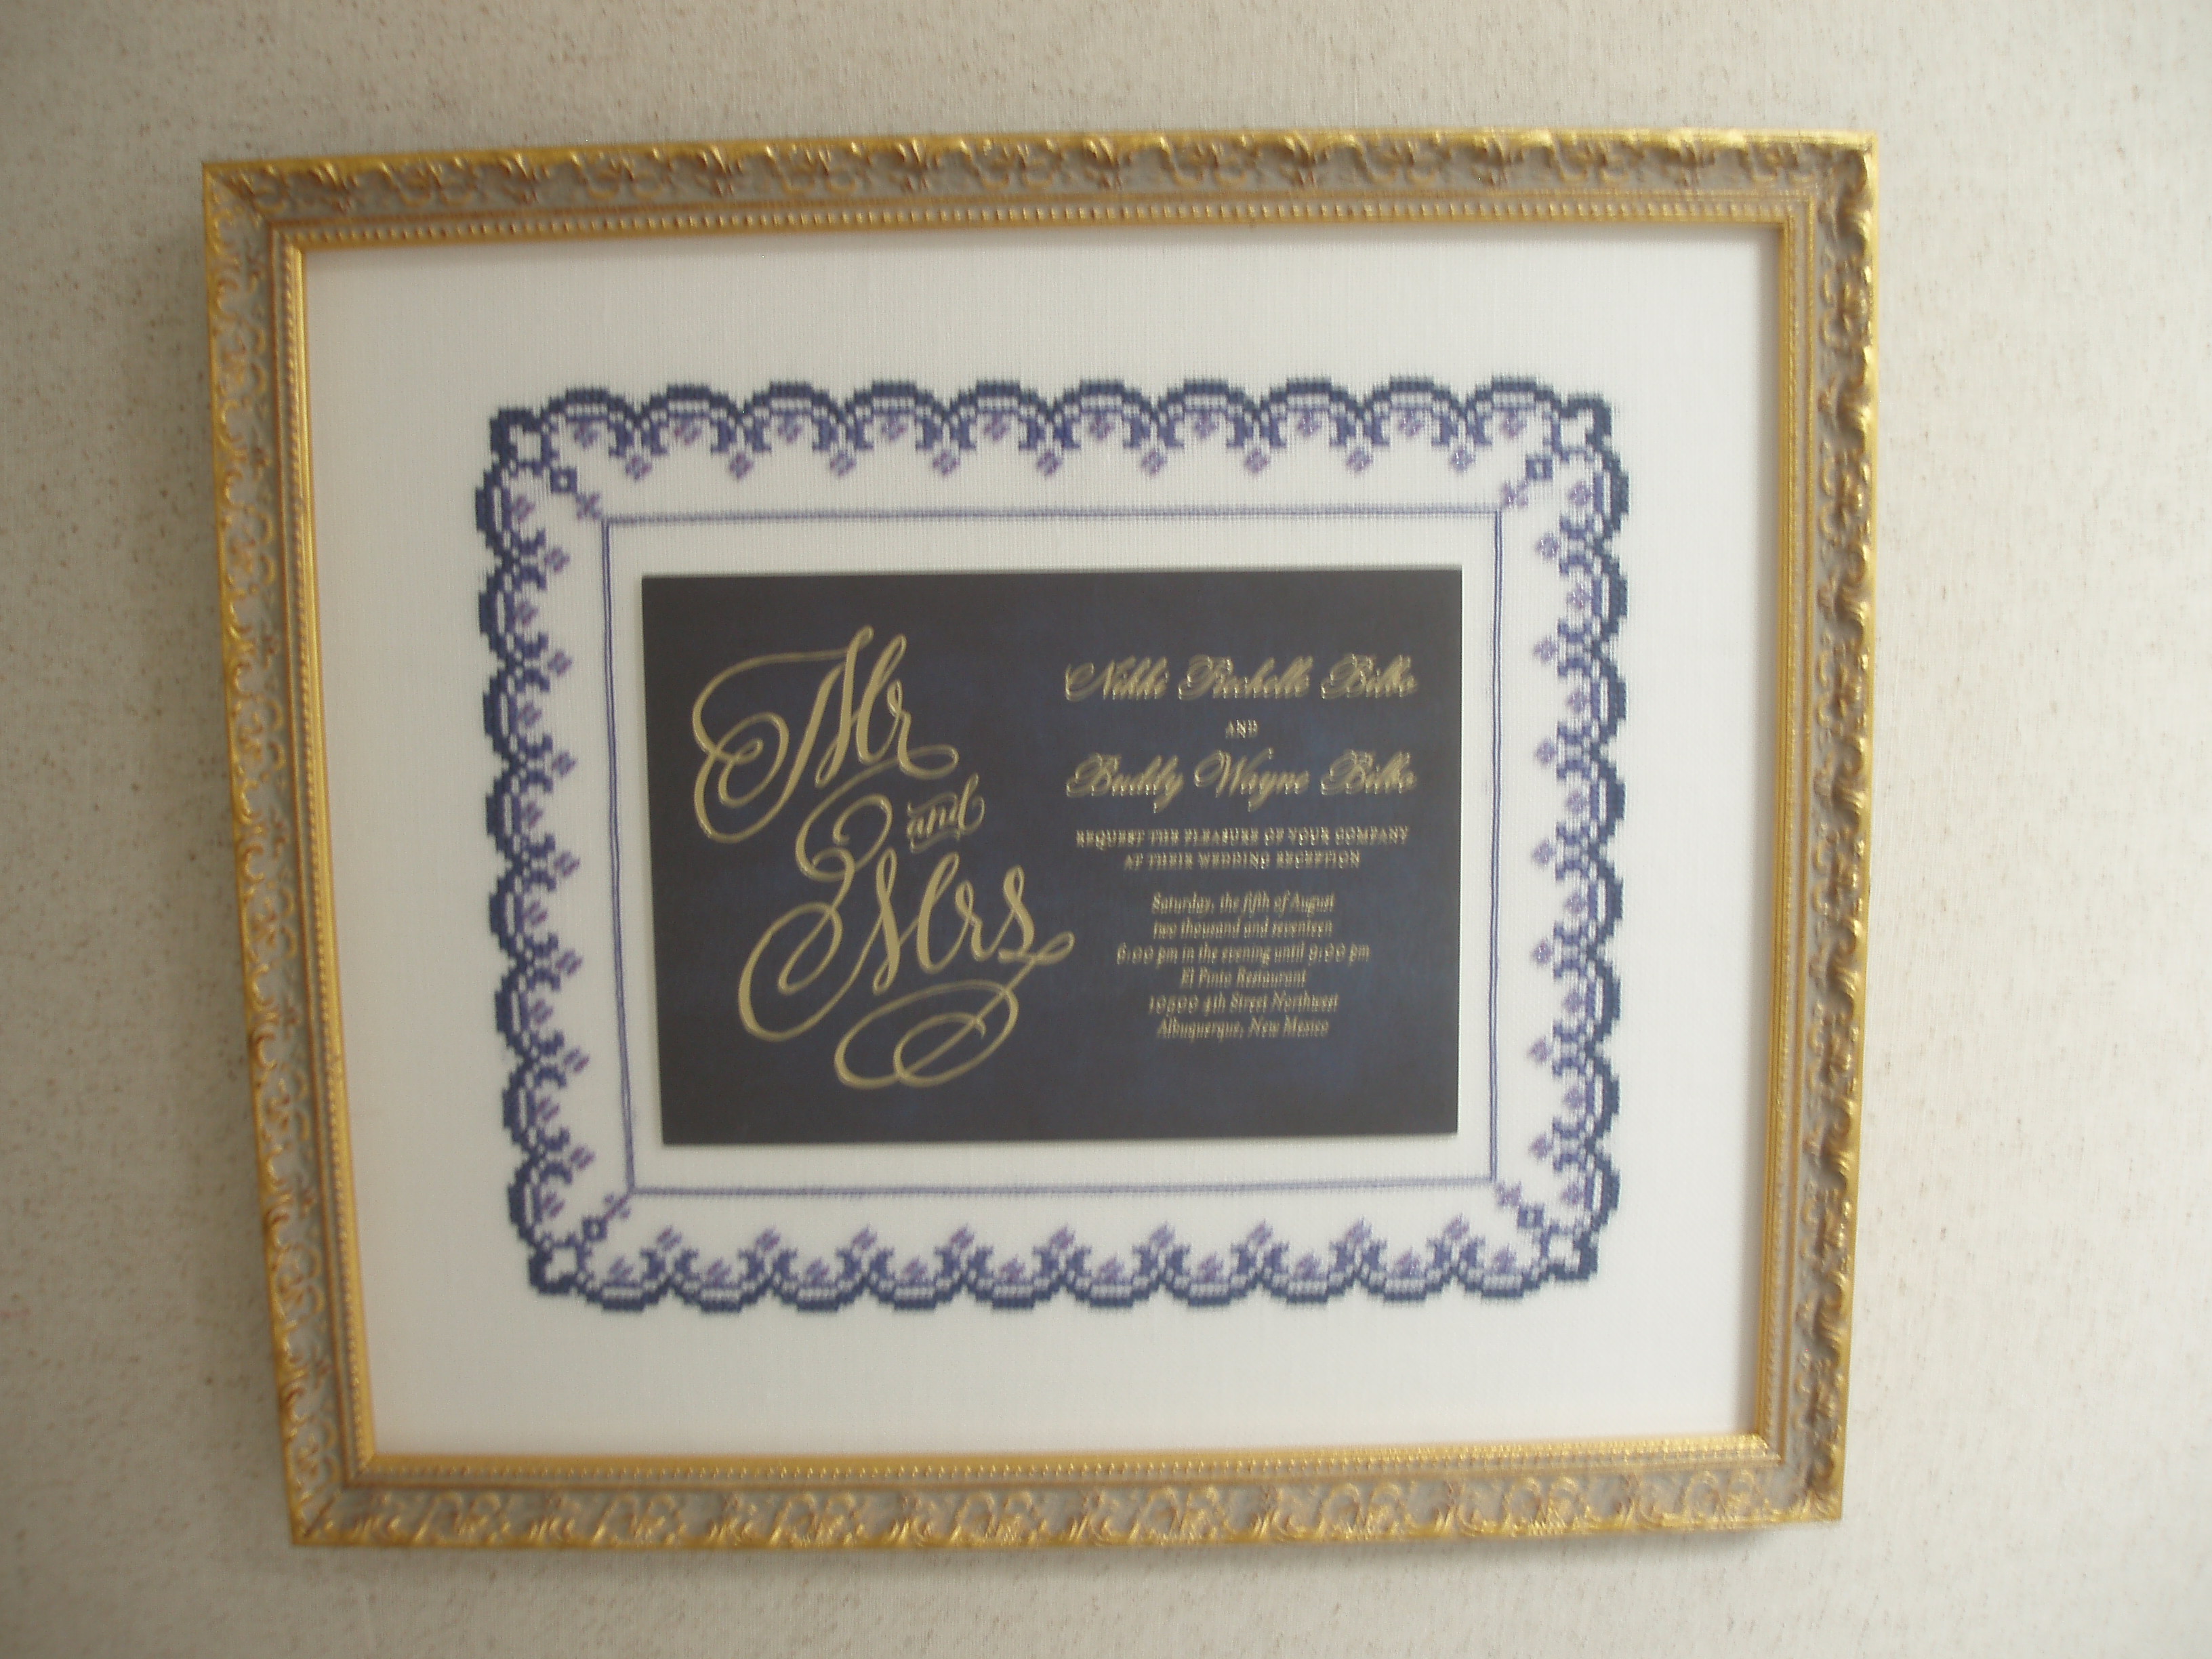 Mr
and
Mrs
Nikki Rechelle Bilbo
AND
Buddy Wayne Bilbo
REQUEST THE PLEASURE OF YOUR COMPANY
AT THEIR WEDDING RECEPTION
Saturday, the fifth of August
two thousand and seventeen
6:00 pm in the evening until 9:00 pm
El Pinto Restaurant
10500 4th Street Northwest
Albuquerque, New Mexico